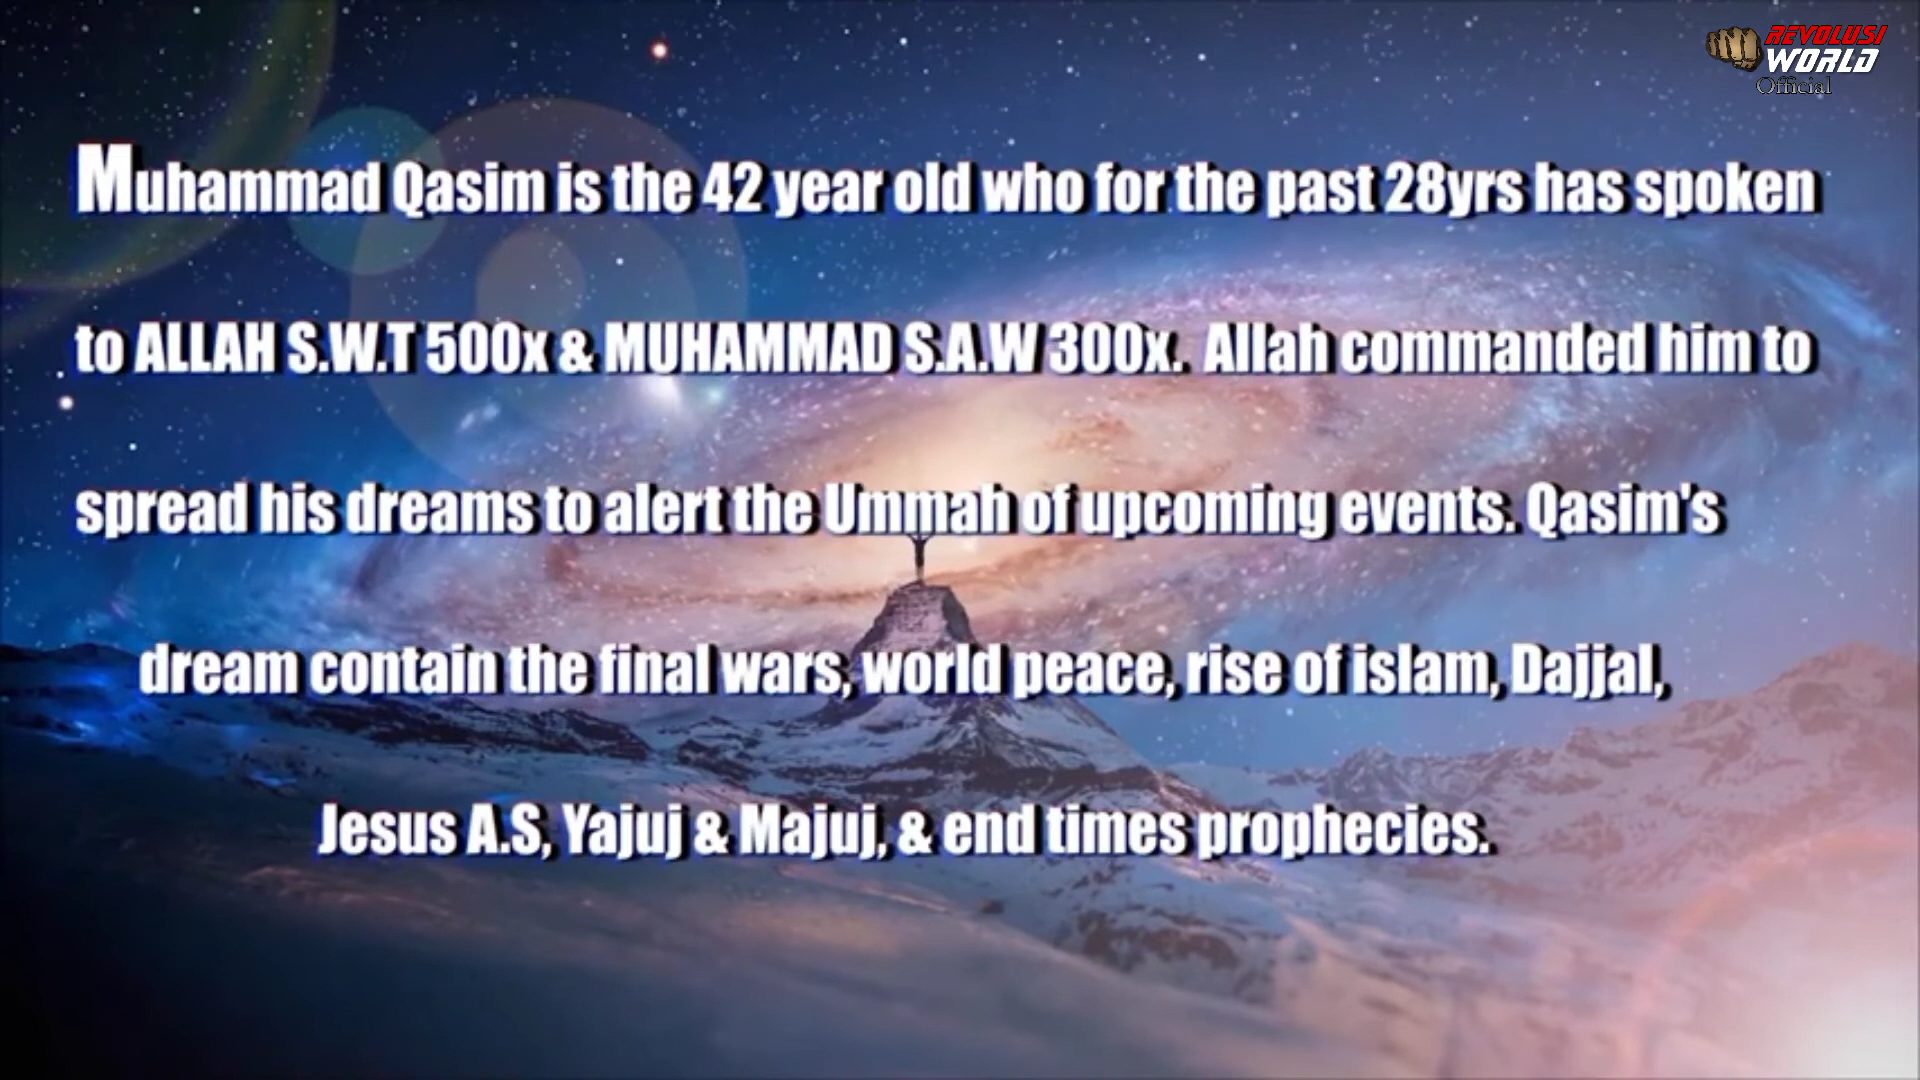 REVOLUSI
WORLD
Official
Muhammad Qasim is the 42 year old who for the past 28yrs has spoken
to ALLAH S.W.T 500x & MUHAMMAD S.A.W 300x. Allah commanded him to
spread his dreams to alert the Ummah of upcoming events. Qasim's
dream contain the final wars, world peace, rise of islam, Dajjal,
Jesus A.S, Yajuj & Majuj, & end times prophecies.